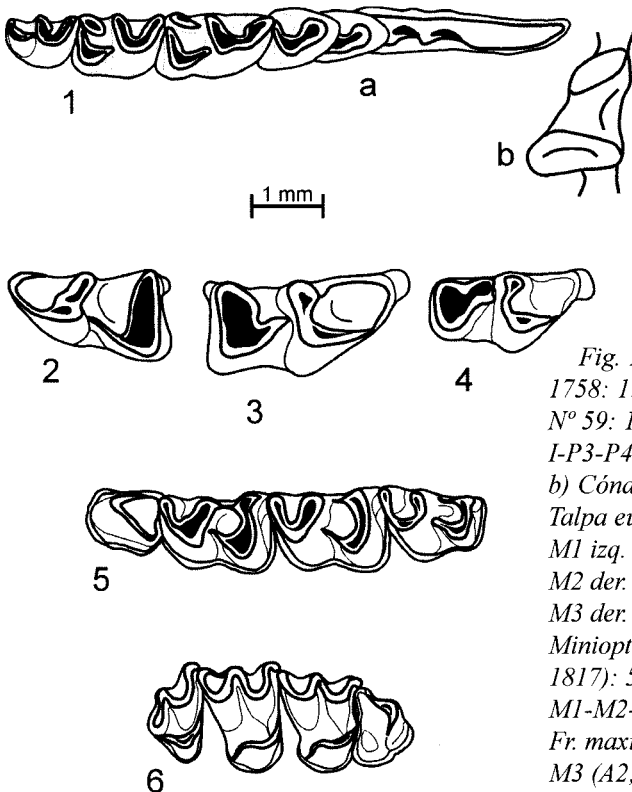 1
a
b
1 mm
2
3
4
5
6
Fig.
1758: 1
Nº 59: 1
I-P3-P4
b) Cónd
Talpa eu
M1 izq.
M2 der.
M3 der.
Miniopt
1817): 5
M1-M2-
Fr. maxi
M3 (A2,